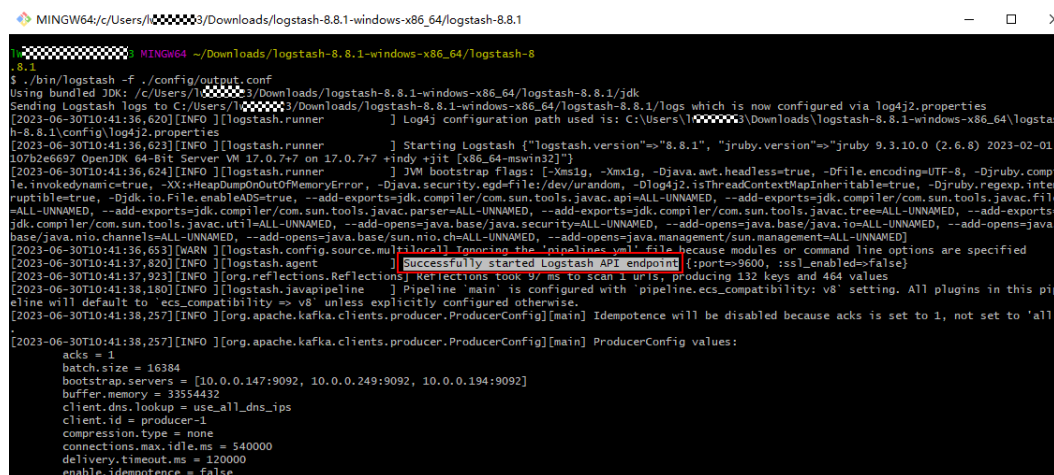 MINGW64:/c/Users/l 3/Downloads/logstash-8.8.1-windows-x86_64/logstash-8.8.1
3 MINGW64 ~/Downloads/logstash-8.8.1-windows-x86_64/logstash-8
.8.1
$ ./bin/logstash -f ./config/output.conf
Using bundled JDK: /c/Users/l 3/Downloads/logstash-8.8.1-windows-x86_64/logstash-8.8.1/jdk
Sending Logstash logs to C:/Users/l 3/Downloads/logstash-8.8.1-windows-x86_64/logstash-8.8.1/logs which is now configured via log4j2.properties
[2023-06-30T10:41:36,620][INFO ][logstash.runner ] Log4j configuration path used is: C:\Users\l 3\Downloads\logstash-8.8.1-windows-x86_64\logstas
h-8.8.1\config\log4j2.properties
[2023-06-30T10:41:36,623][INFO ][logstash.runner ] Starting Logstash {"logstash.version"=>"8.8.1", "jruby.version"=>"jruby 9.3.10.0 (2.6.8) 2023-02-01
107b2e6697 OpenJDK 64-Bit Server VM 17.0.7+7 on 17.0.7+7 +indy +jit [x86_64-mswin32]"}
[2023-06-30T10:41:36,624][INFO ][logstash.runner ] JVM bootstrap flags: [-Xms1g, -Xmx1g, -Djava.awt.headless=true, -Dfile.encoding=UTF-8, -Djruby.comp
le.invokedynamic=true, -XX:+HeapDumpOnOutOfMemoryError, -Djava.security.egd=file:/dev/urandom, -Dlog4j2.isThreadContextMapInheritable=true, -Djruby.regexp.inter
ruptible=true, -Djdk.io.File.enableADS=true, --add-exports=jdk.compiler/com.sun.tools.javac.api=ALL-UNNAMED, --add-exports=jdk.compiler/com.sun.tools.javac.file
=ALL-UNNAMED, --add-exports=jdk.compiler/com.sun.tools.javac.parser=ALL-UNNAMED, --add-exports=jdk.compiler/com.sun.tools.javac.tree=ALL-UNNAMED, --add-exports=
jdk.compiler/com.sun.tools.javac.util=ALL-UNNAMED, --add-opens=java.base/java.security=ALL-UNNAMED, --add-opens=java.base/java.io=ALL-UNNAMED, --add-opens=java.
base/java.nio.channels=ALL-UNNAMED, --add-opens=java.base/sun.nio.ch=ALL-UNNAMED, --add-opens=java.management/sun.management=ALL-UNNAMED]
[2023-06-30T10:41:36,653][WARN ][logstash.config.source.multilocal] Ignoring the 'pipelines.yml' file because modules or command line options are specified
[2023-06-30T10:41:37,820][INFO ][logstash.agent ] Successfully started Logstash API endpoint {:port=>9600, :ssl_enabled=>false}
[2023-06-30T10:41:37,923][INFO ][org.reflections.Reflections] Reflections took 97 ms to scan 1 urls, producing 132 keys and 464 values
[2023-06-30T10:41:38,180][INFO ][logstash.javapipeline ] Pipeline `main` is configured with `pipeline.ecs_compatibility: v8` setting. All plugins in this pip
eline will default to `ecs_compatibility => v8` unless explicitly configured otherwise.
[2023-06-30T10:41:38,257][INFO ][org.apache.kafka.clients.producer.ProducerConfig][main] Idempotence will be disabled because acks is set to 1, not set to 'all'
.
[2023-06-30T10:41:38,257][INFO ][org.apache.kafka.clients.producer.ProducerConfig][main] ProducerConfig values:
acks = 1
batch.size = 16384
bootstrap.servers = [10.0.0.147:9092, 10.0.0.249:9092, 10.0.0.194:9092]
buffer.memory = 33554432
client.dns.lookup = use_all_dns_ips
client.id = producer-1
compression.type = none
connections.max.idle.ms = 540000
delivery.timeout.ms = 120000
enable.idempotence = false